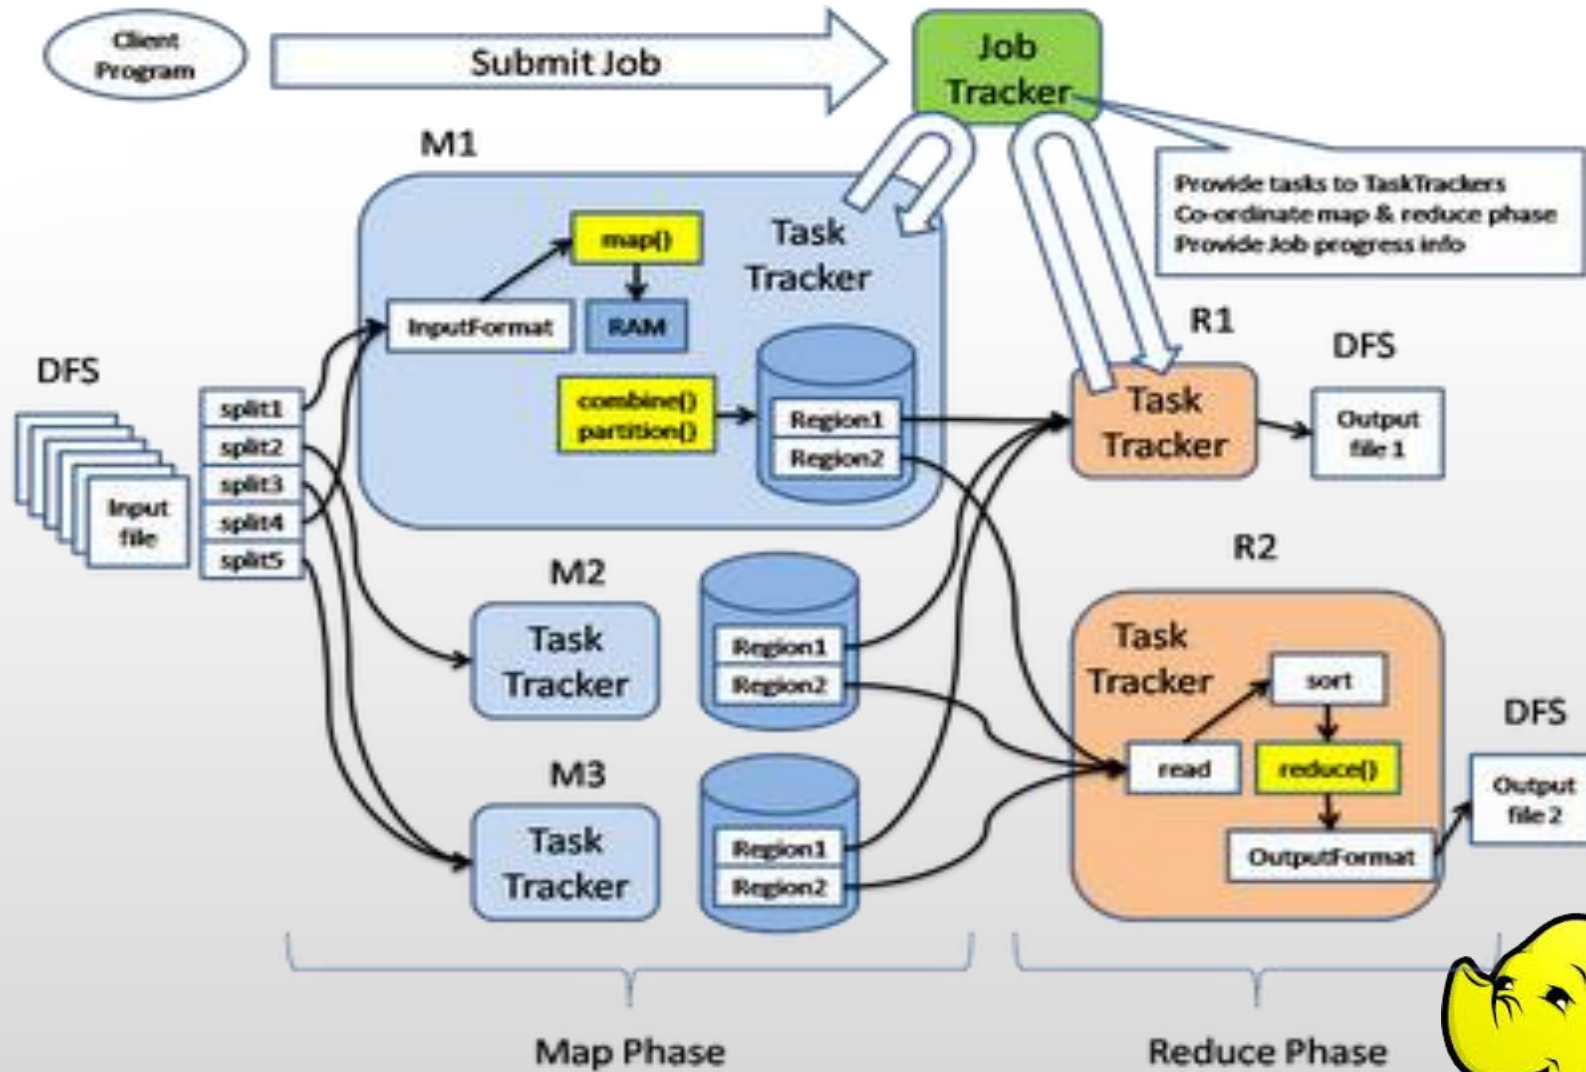 Client
Program
Submit Job
Job
Tracker
Provide tasks to TaskTrackers
Co-ordinate map & reduce phase
Provide Job progress info
M1
Task
Tracker
map()
InputFormat
RAM
combine()
partition()
Region1
Region2
DFS
Input
file
split1
split2
split3
split4
split5
M2
Task
Tracker
Region1
Region2
M3
Task
Tracker
Region1
Region2
R1
Task
Tracker
DFS
Output
file 1
R2
Task
Tracker
sort
read
reduce()
OutputFormat
DFS
Output
file 2
Map Phase
Reduce Phase